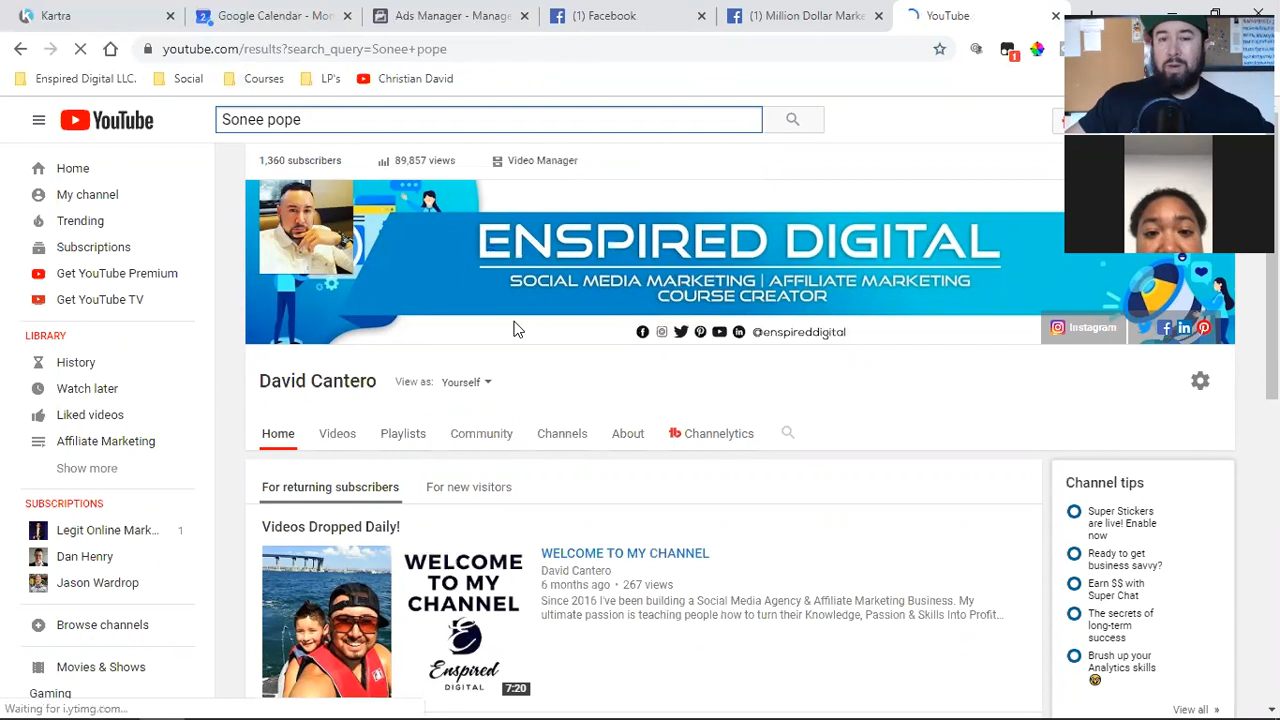 Kartra
Google Calendar -
Ads Manager - Manage
(1) Facebook
(1) Million Dollar Marke
YouTube
youtube.com/results?search_query=Sonee+pope
1
Enspired Digital LLC.
Social
Courses
LP's
Christian David
YouTube
Sonee pope
Home
My channel
Trending
Subscriptions
Get YouTube Premium
Get YouTube TV
LIBRARY
History
Watch later
Liked videos
Affiliate Marketing
Show more
SUBSCRIPTIONS
Legit Online Mark... 1
Dan Henry
Jason Wardrop
Browse channels
Movies & Shows
Gaming
Waiting for i.ytimg.com...
1,360 subscribers
89,857 views
Video Manager
ENSPIRED DIGITAL
SOCIAL MEDIA MARKETING | AFFILIATE MARKETING
COURSE CREATOR
@enspireddigital
Instagram
David Cantero
View as: Yourself
Home
Videos
Playlists
Community
Channels
About
Channelytics
For returning subscribers
For new visitors
Videos Dropped Daily!
WELCOME
TO MY
CHANNEL
Enspired
DIGITAL
7:20
WELCOME TO MY CHANNEL
David Cantero
6 months ago • 267 views
Since 2016 I've been building a Social Media Agency & Affiliate Marketing Business. My
ultimate passion is teaching people how to turn their Knowledge, Passion & Skills Into Profit...
Channel tips
Super Stickers
are live! Enable
now
Ready to get
business savvy?
Earn $$ with
Super Chat
The secrets of
long-term
success
Brush up your
Analytics skills
View all »